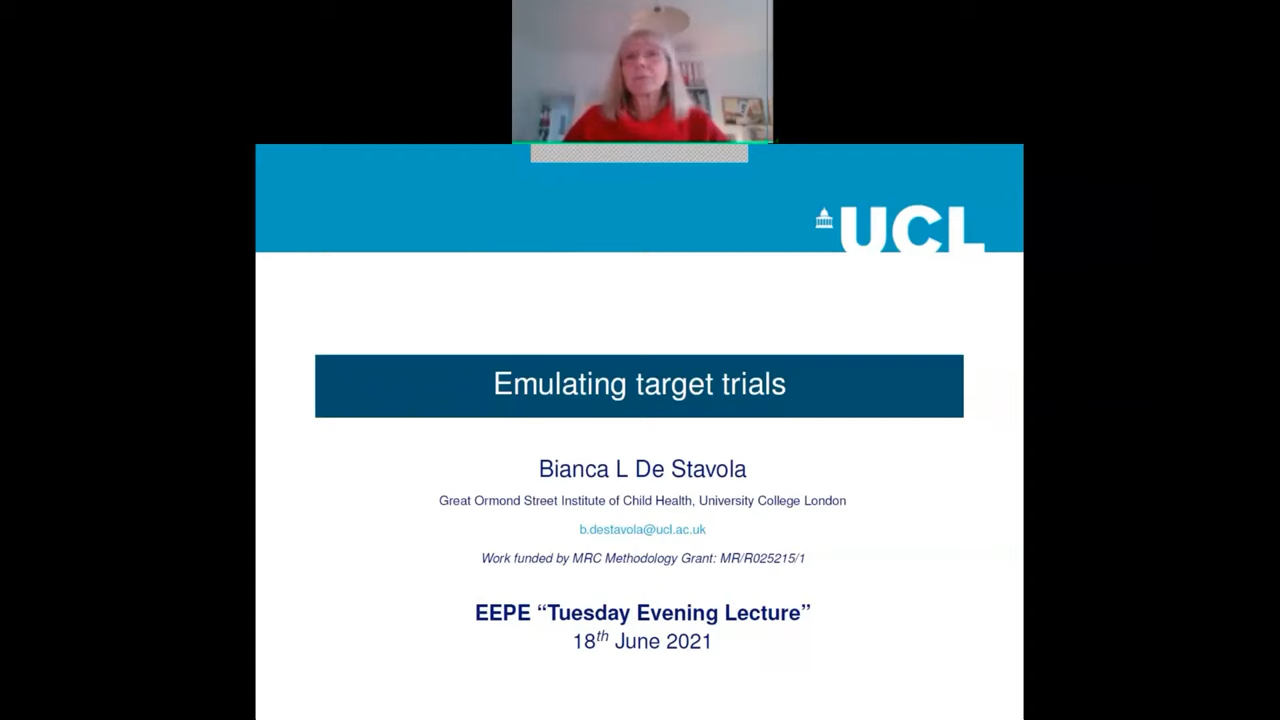 UCL
Emulating target trials
Bianca L De Stavola
Great Ormond Street Institute of Child Health, University College London
b.destavola@ucl.ac.uk
Work funded by MRC Methodology Grant: MR/R025215/1
EEPE “Tuesday Evening Lecture”
18th June 2021